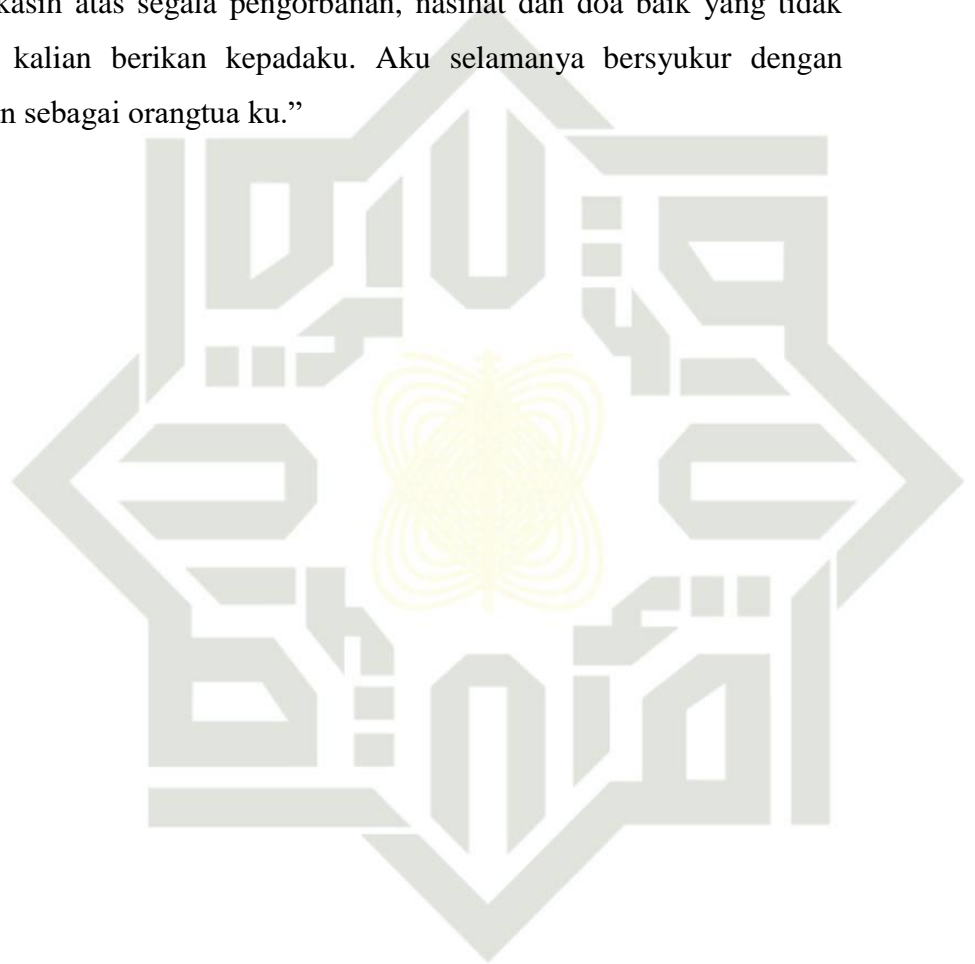 kasih atas segala pengorbanan, nasihat dan doa baik yang tidak
kalian berikan kepadaku. Aku selamanya bersyukur dengan
n sebagai orangtua ku.”